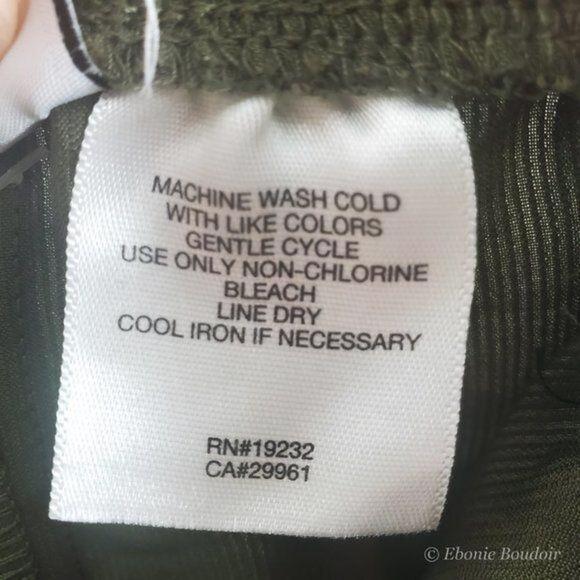 MACHINE WASH COLD
WITH LIKE COLORS
GENTLE CYCLE
USE ONLY NON-CHLORINE
BLEACH
LINE DRY
COOL IRON IF NECESSARY
RN#19232
CA#29961
© Ebonie Boudoir